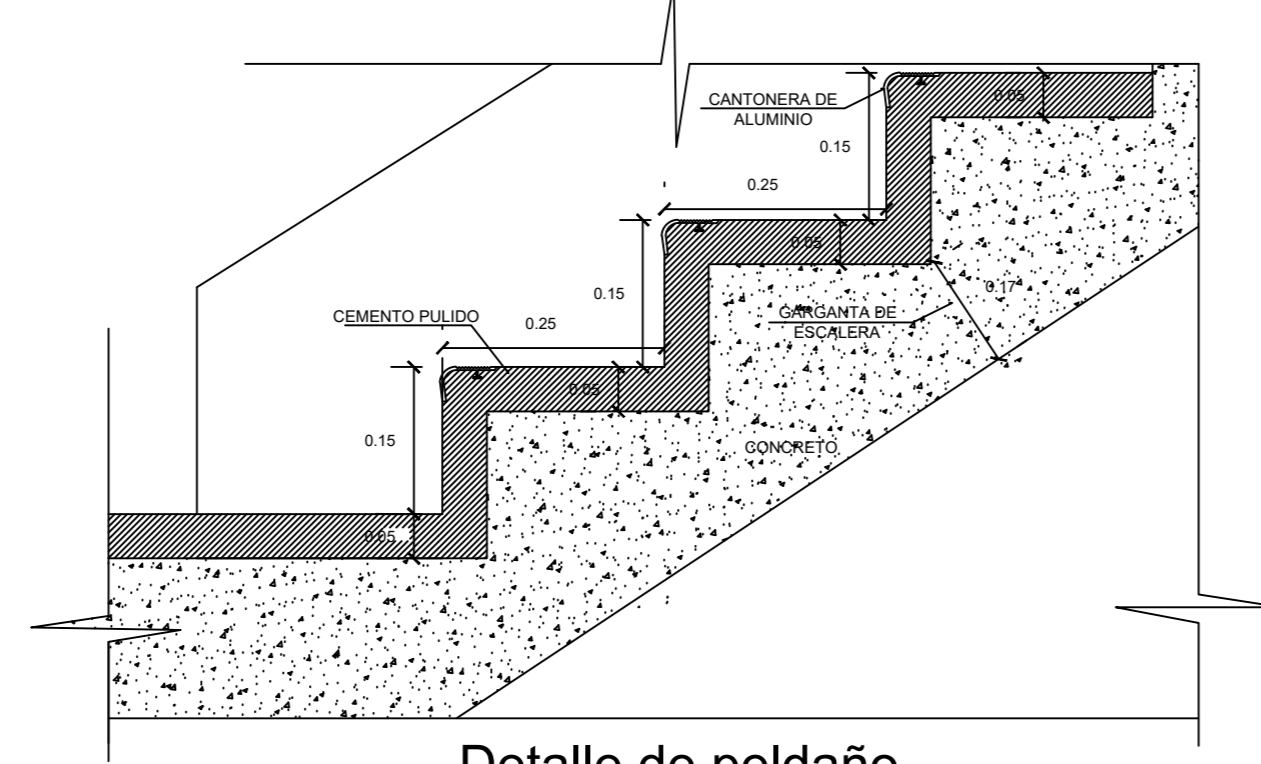 CANTONERA DE
ALUMINIO
0.05
0.15
0.25
0.05
0.15
0.17
GARGANTA DE
ESCALERA
CEMENTO PULIDO
0.25
0.05
0.15
CONCRETO
0.05
Detalle de peldaño